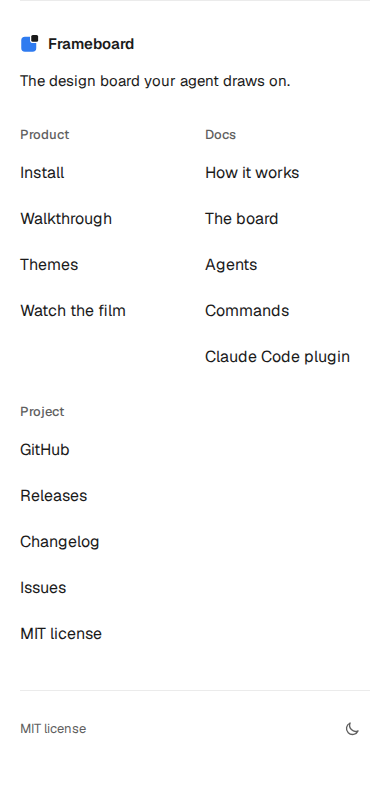 Frameboard
The design board your agent draws on.
Product
Install
Walkthrough
Themes
Watch the film
Docs
How it works
The board
Agents
Commands
Claude Code plugin
Project
GitHub
Releases
Changelog
Issues
MIT license
MIT license